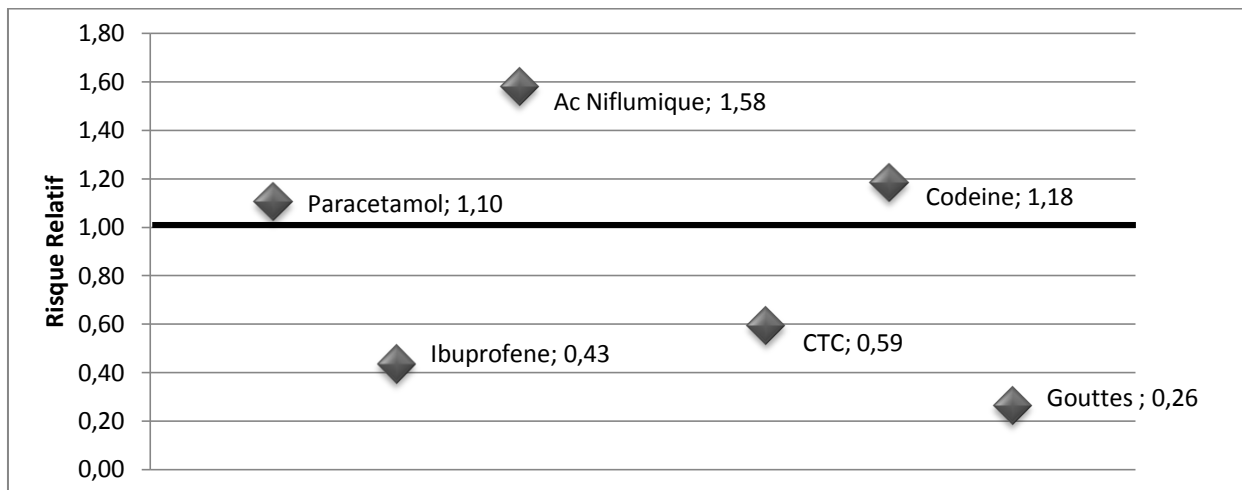 1,80
1,60
1,40
1,20
1,00
0,80
0,60
0,40
0,20
0,00
Risque Relatif
Paracetamol; 1,10
Ibuprofene; 0,43
Ac Niflumique; 1,58
CTC; 0,59
Codeine; 1,18
Gouttes ; 0,26